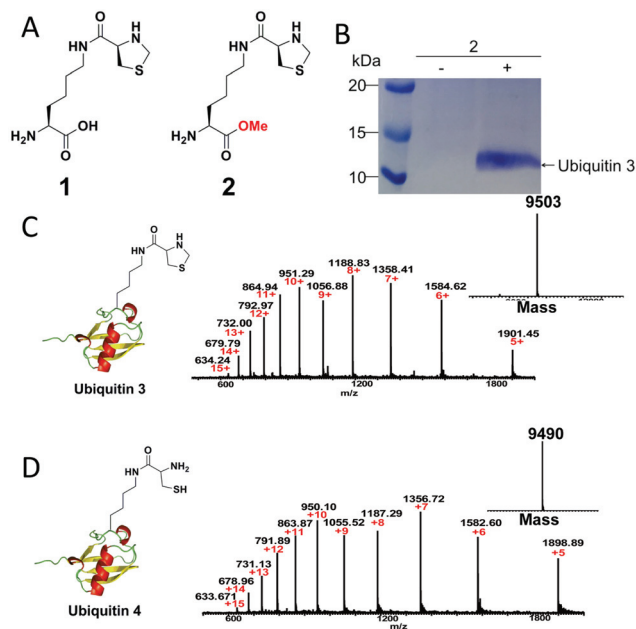 A
B
NH
O
HN
S
H₂N
OH
O
1
NH
O
HN
S
H₂N
OMe
O
2
2
kDa
-
+
20
15
10
Ubiquitin 3
C
NH
O
HN
S
Ubiquitin 3
9503
Mass
634.24
15+
679.79
14+
732.00
13+
792.97
12+
864.94
11+
951.29
10+
1056.88
9+
1188.83
8+
1358.41
7+
1584.62
6+
1901.45
5+
600
1200
1800
m/z
D
O
NH₂
HN
SH
Ubiquitin 4
9490
Mass
633.671
+15
678.96
+14
731.13
+13
791.89
+12
863.87
+11
950.10
+10
1055.52
+9
1187.29
+8
1356.72
+7
1582.60
+6
1898.89
+5
600
1200
1800
m/z